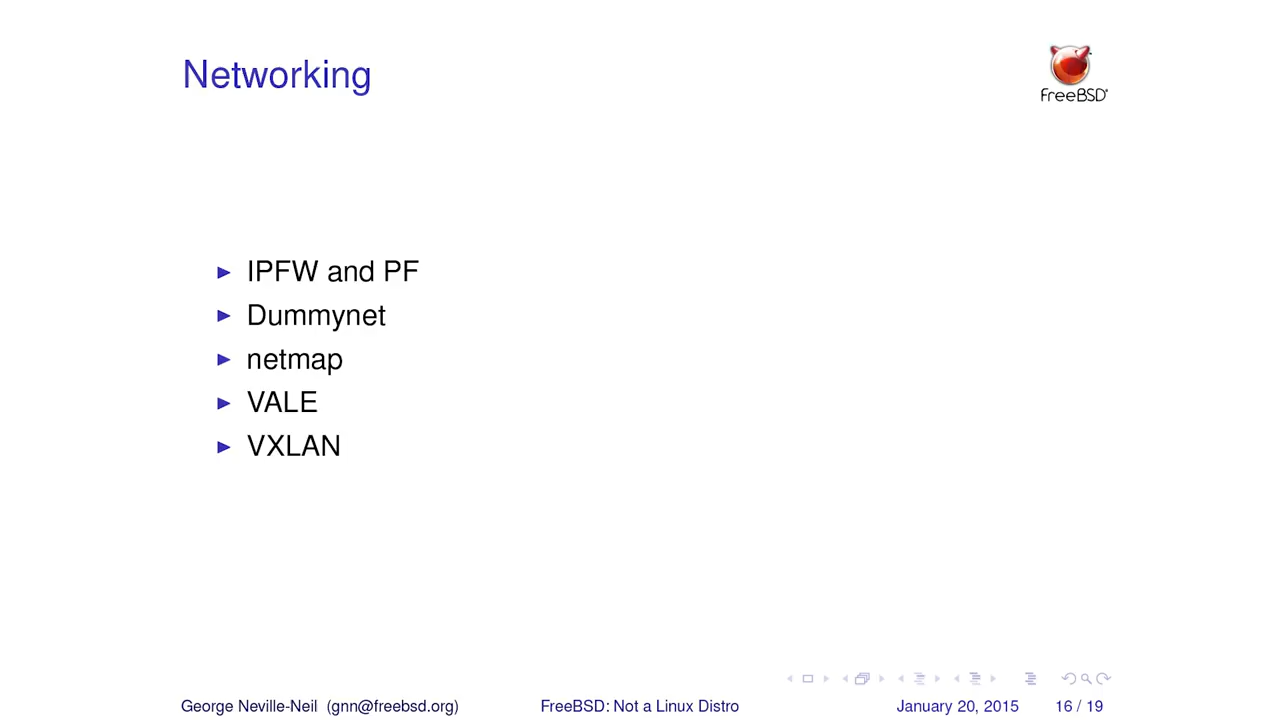 Networking
FreeBSD
IPFW and PF
Dummynet
netmap
VALE
VXLAN
George Neville-Neil (gnn@freebsd.org)
FreeBSD: Not a Linux Distro
January 20, 2015
16 / 19